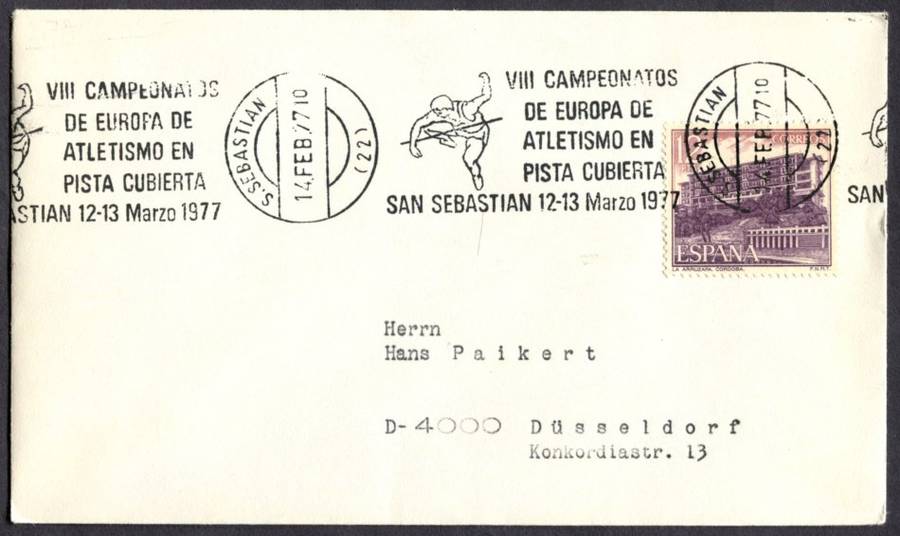 VIII CAMPEONATOS
DE EUROPA DE
ATLETISMO EN
PISTA CUBIERTA
STIAN 12-13 Marzo 1977
S.SEBASTIAN
14.FEB.77 10
(22)
VIII CAMPEONATOS
DE EUROPA DE
ATLETISMO EN
PISTA CUBIERTA
SAN SEBASTIAN 12-13 Marzo 1977
SEBASTIAN
FEB 77 10
22)
SAN
CORREOS
ESPAÑA
LA ARRUZAFA. CORDOBA. F.N.M.T.
Herrn
Hans Paikert
D-4000 Düsseldorf
Konkordiastr. 13